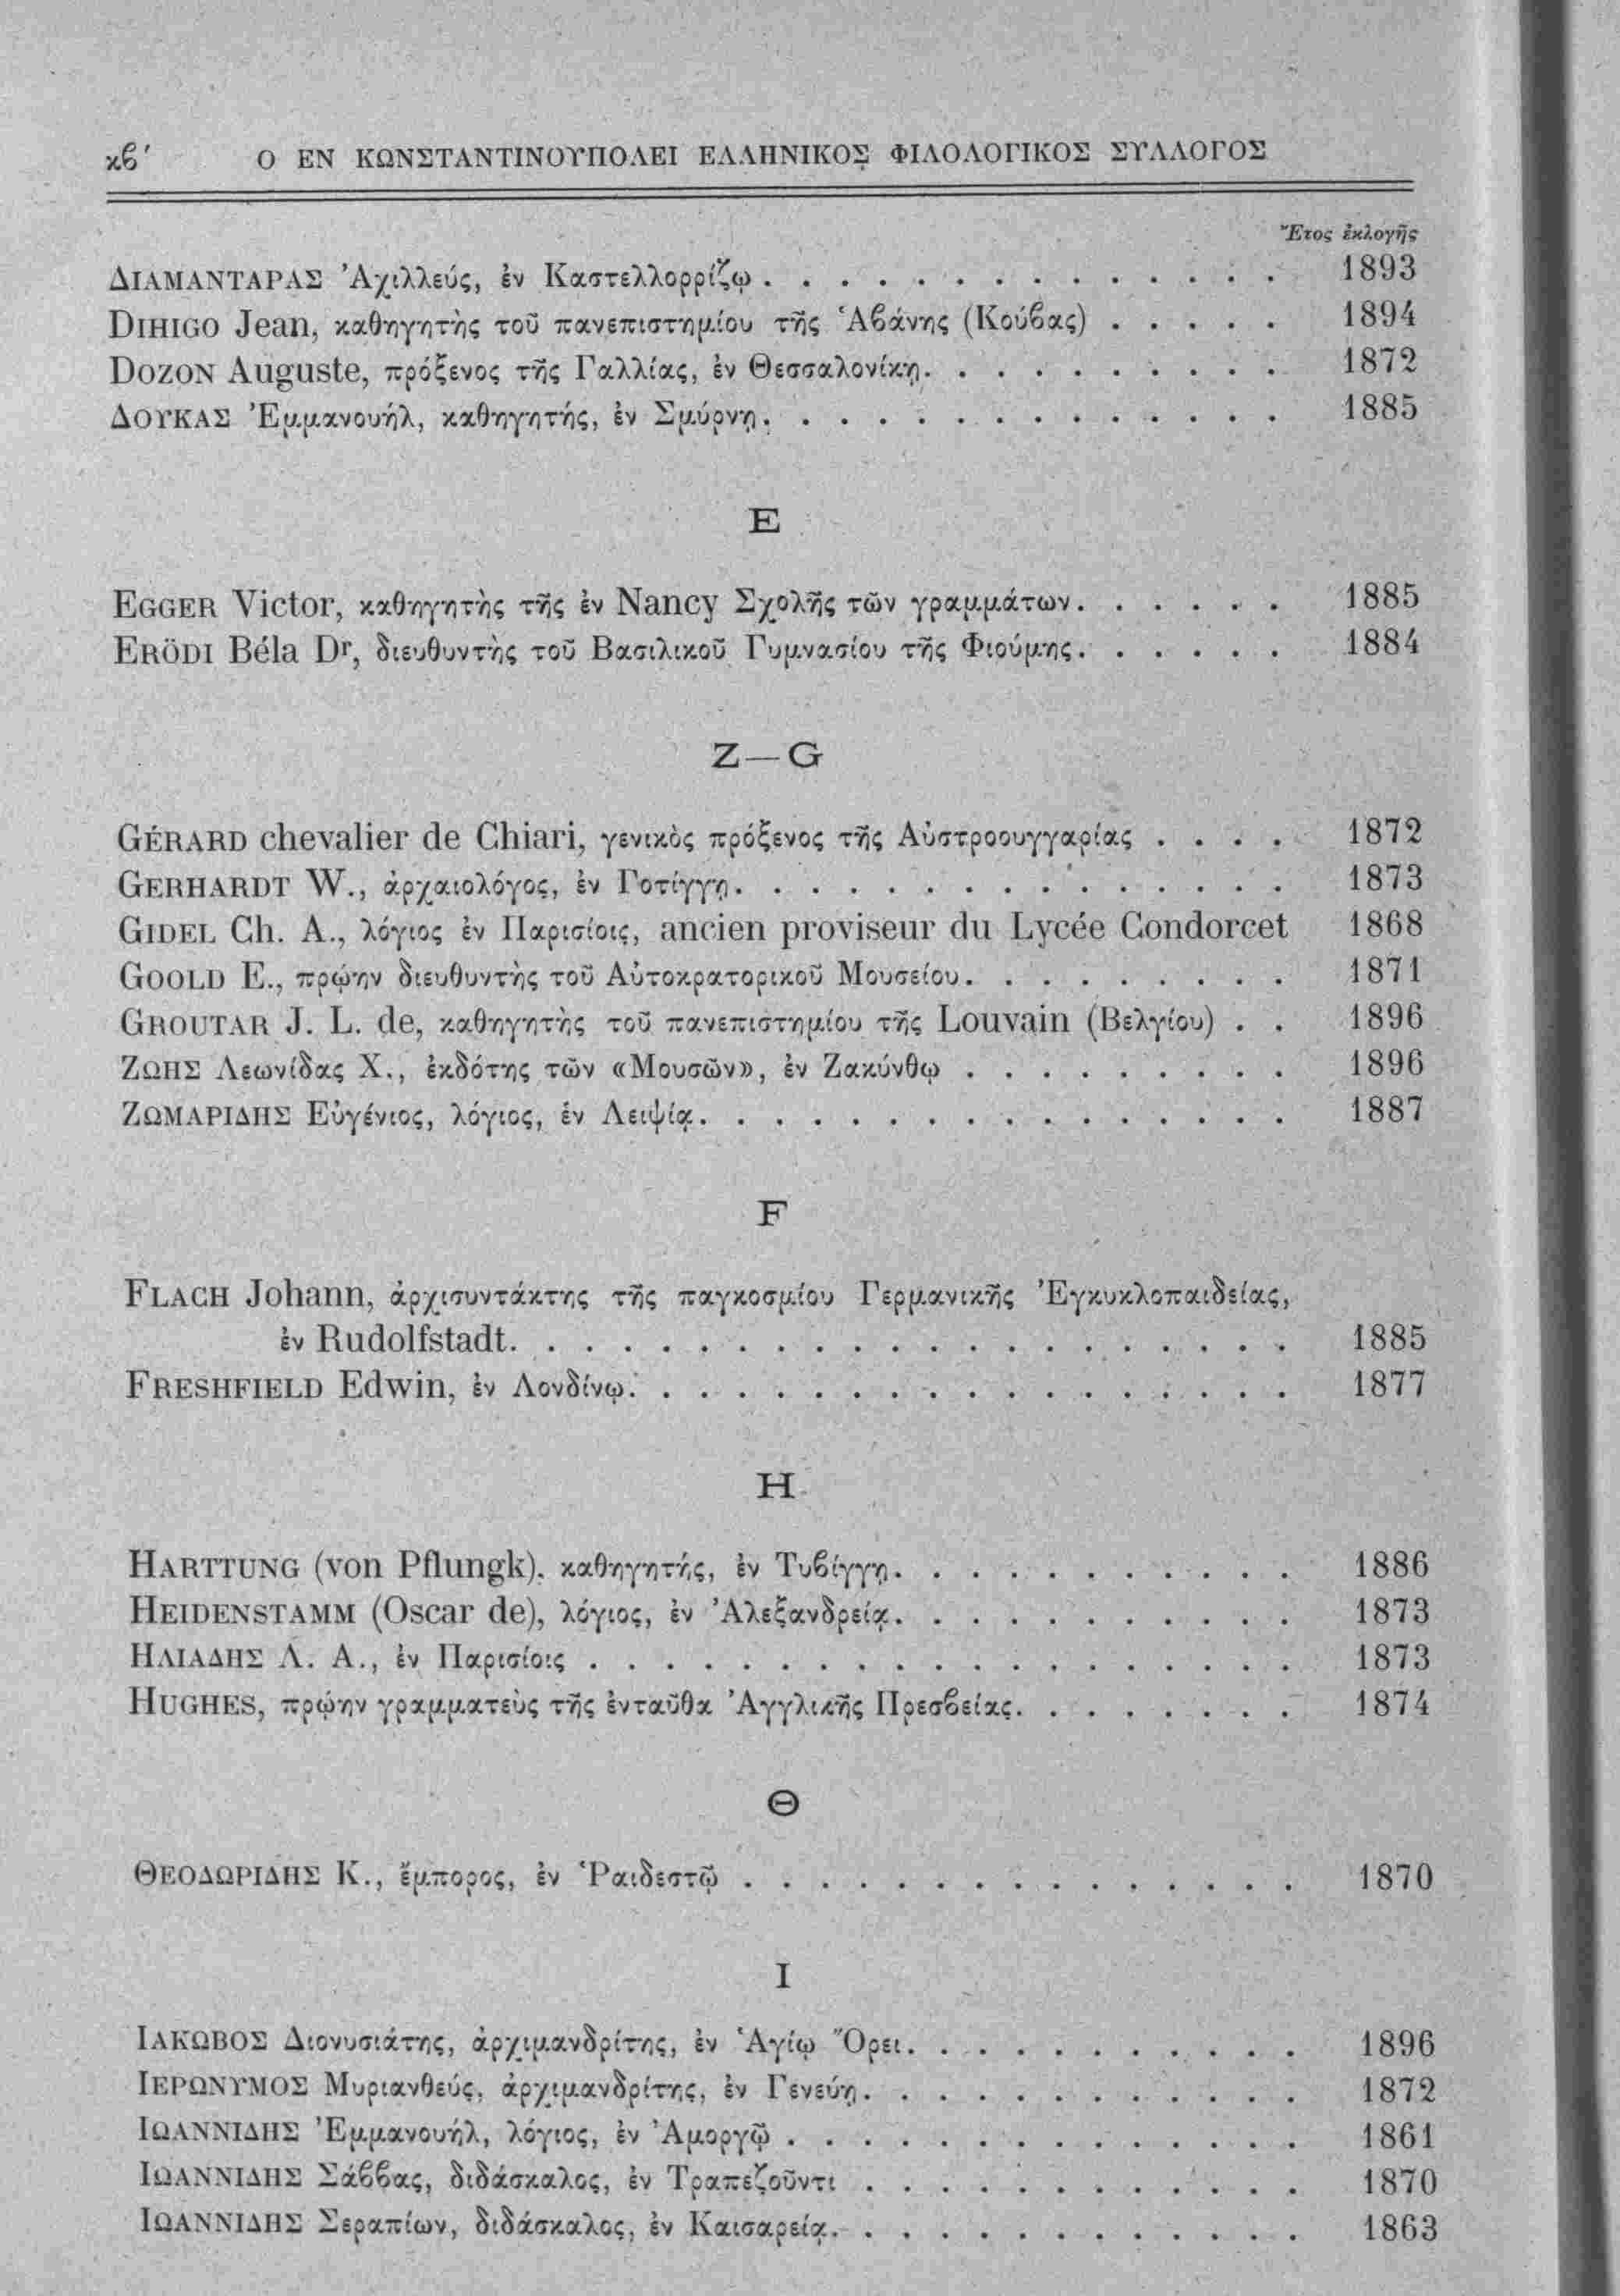 κϐʹ Ο ΕΝ ΚΩΝΣΤΑΝΤΙΝΟΥΠΟΛΕΙ ΕΛΛΗΝΙΚΟΣ ΦΙΛΟΛΟΓΙΚΟΣ ΣΥΛΛΟΓΟΣ
Ἔτος ἐκλογῆς
ΔΙΑΜΑΝΤΑΡΑΣ Ἀχιλλεύς, ἐν Καστελλορρίζῳ . . . . . . . . . . . . . . 1893
DIHIGO Jean, καθηγητὴς τοῦ πανεπιστημίου τῆς Ἁϐάνης (Κούϐας) . . . . . 1894
DOZON Auguste, πρόξενος τῆς Γαλλίας, ἐν Θεσσαλονίκῃ. . . . . . . . . . 1872
ΔΟΥΚΑΣ Ἐμμανουήλ, καθηγητής, ἐν Σμύρνῃ. . . . . . . . . . . . . . 1885
E
EGGER Victor, καθηγητὴς τῆς ἐν Nancy Σχολῆς τῶν γραμμάτων. . . . . . 1885
ERÖDI Béla Dr, διευθυντὴς τοῦ Βασιλικοῦ Γυμνασίου τῆς Φιούμης. . . . . . 1884
Z—G
GÉRARD chevalier de Chiari, γενικὸς πρόξενος τῆς Αὐστροουγγαρίας . . . . 1872
GERHARDT W., ἀρχαιολόγος, ἐν Γοτίγγῃ. . . . . . . . . . . . . . . 1873
GIDEL Ch. A., λόγιος ἐν Παρισίοις, ancien proviseur du Lycée Condorcet 1868
GOOLD E., πρῴην διευθυντὴς τοῦ Αὐτοκρατορικοῦ Μουσείου. . . . . . . . . 1871
GROUTAR J. L. de, καθηγητὴς τοῦ πανεπιστημίου τῆς Louvain (Βελγίου) . . 1896
ΖΩΗΣ Λεωνίδας Χ., ἐκδότης τῶν «Μουσῶν», ἐν Ζακύνθῳ . . . . . . . . . 1896
ΖΩΜΑΡΙΔΗΣ Εὐγένιος, λόγιος, ἐν Λειψίᾳ. . . . . . . . . . . . . . . . 1887
F
FLACH Johann, ἀρχισυντάκτης τῆς παγκοσμίου Γερμανικῆς Ἐγκυκλοπαιδείας,
ἐν Rudolfstadt. . . . . . . . . . . . . . . . . . . . . 1885
FRESHFIELD Edwin, ἐν Λονδίνῳ. . . . . . . . . . . . . . . . . . 1877
H
HARTTUNG (von Pflungk), καθηγητής, ἐν Τυϐίγγῃ. . . . . . . . . . . 1886
HEIDENSTAMM (Oscar de), λόγιος, ἐν Ἀλεξανδρείᾳ. . . . . . . . . . . 1873
ΗΛΙΑΔΗΣ Λ. Α., ἐν Παρισίοις . . . . . . . . . . . . . . . . . . . 1873
HUGHES, πρῴην γραμματεὺς τῆς ἐνταῦθα Ἀγγλικῆς Πρεσϐείας. . . . . . . . 1874
Θ
ΘΕΟΔΩΡΙΔΗΣ Κ., ἔμπορος, ἐν Ῥαιδεστῷ . . . . . . . . . . . . . . . 1870
I
ΙΑΚΩΒΟΣ Διονυσιάτης, ἀρχιμανδρίτης, ἐν Ἁγίῳ Ὄρει. . . . . . . . . . . 1896
ΙΕΡΩΝΥΜΟΣ Μυριανθεύς, ἀρχιμανδρίτης, ἐν Γενεύῃ. . . . . . . . . . . . 1872
ΙΩΑΝΝΙΔΗΣ Ἐμμανουήλ, λόγιος, ἐν Ἀμοργῷ . . . . . . . . . . . . . . 1861
ΙΩΑΝΝΙΔΗΣ Σάϐϐας, διδάσκαλος, ἐν Τραπεζοῦντι . . . . . . . . . . . . 1870
ΙΩΑΝΝΙΔΗΣ Σεραπίων, διδάσκαλος, ἐν Καισαρείᾳ. . . . . . . . . . . . . 1863